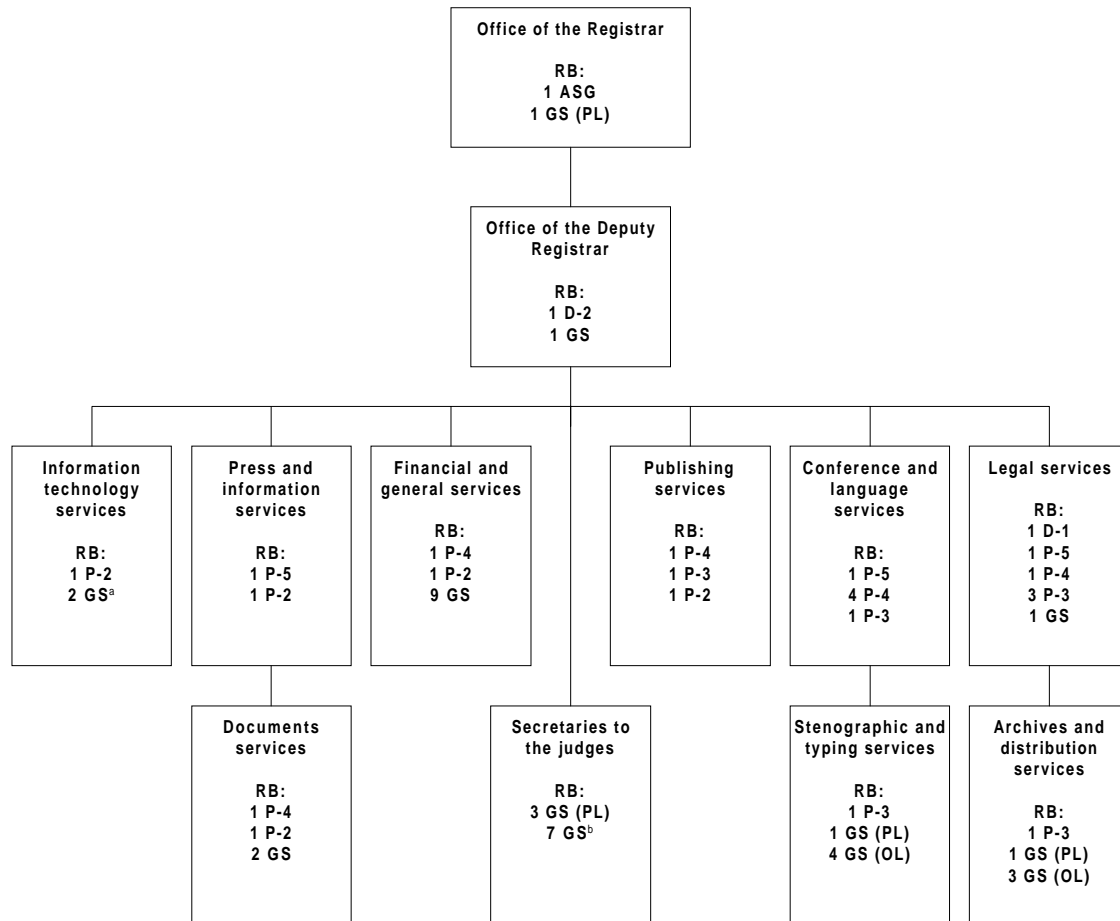 Office of the Registrar
RB:
1 ASG
1 GS (PL)
Office of the Deputy
Registrar
RB:
1 D-2
1 GS
Information
technology
services
RB:
1 P-2
2 GSᵃ
Press and
information
services
RB:
1 P-5
1 P-2
Financial and
general services
RB:
1 P-4
1 P-2
9 GS
Publishing
services
RB:
1 P-4
1 P-3
1 P-2
Conference and
language
services
RB:
1 P-5
4 P-4
1 P-3
Legal services
RB:
1 D-1
1 P-5
1 P-4
3 P-3
1 GS
Documents
services
RB:
1 P-4
1 P-2
2 GS
Secretaries to
the judges
RB:
3 GS (PL)
7 GSᵇ
Stenographic and
typing services
RB:
1 P-3
1 GS (PL)
4 GS (OL)
Archives and
distribution
services
RB:
1 P-3
1 GS (PL)
3 GS (OL)